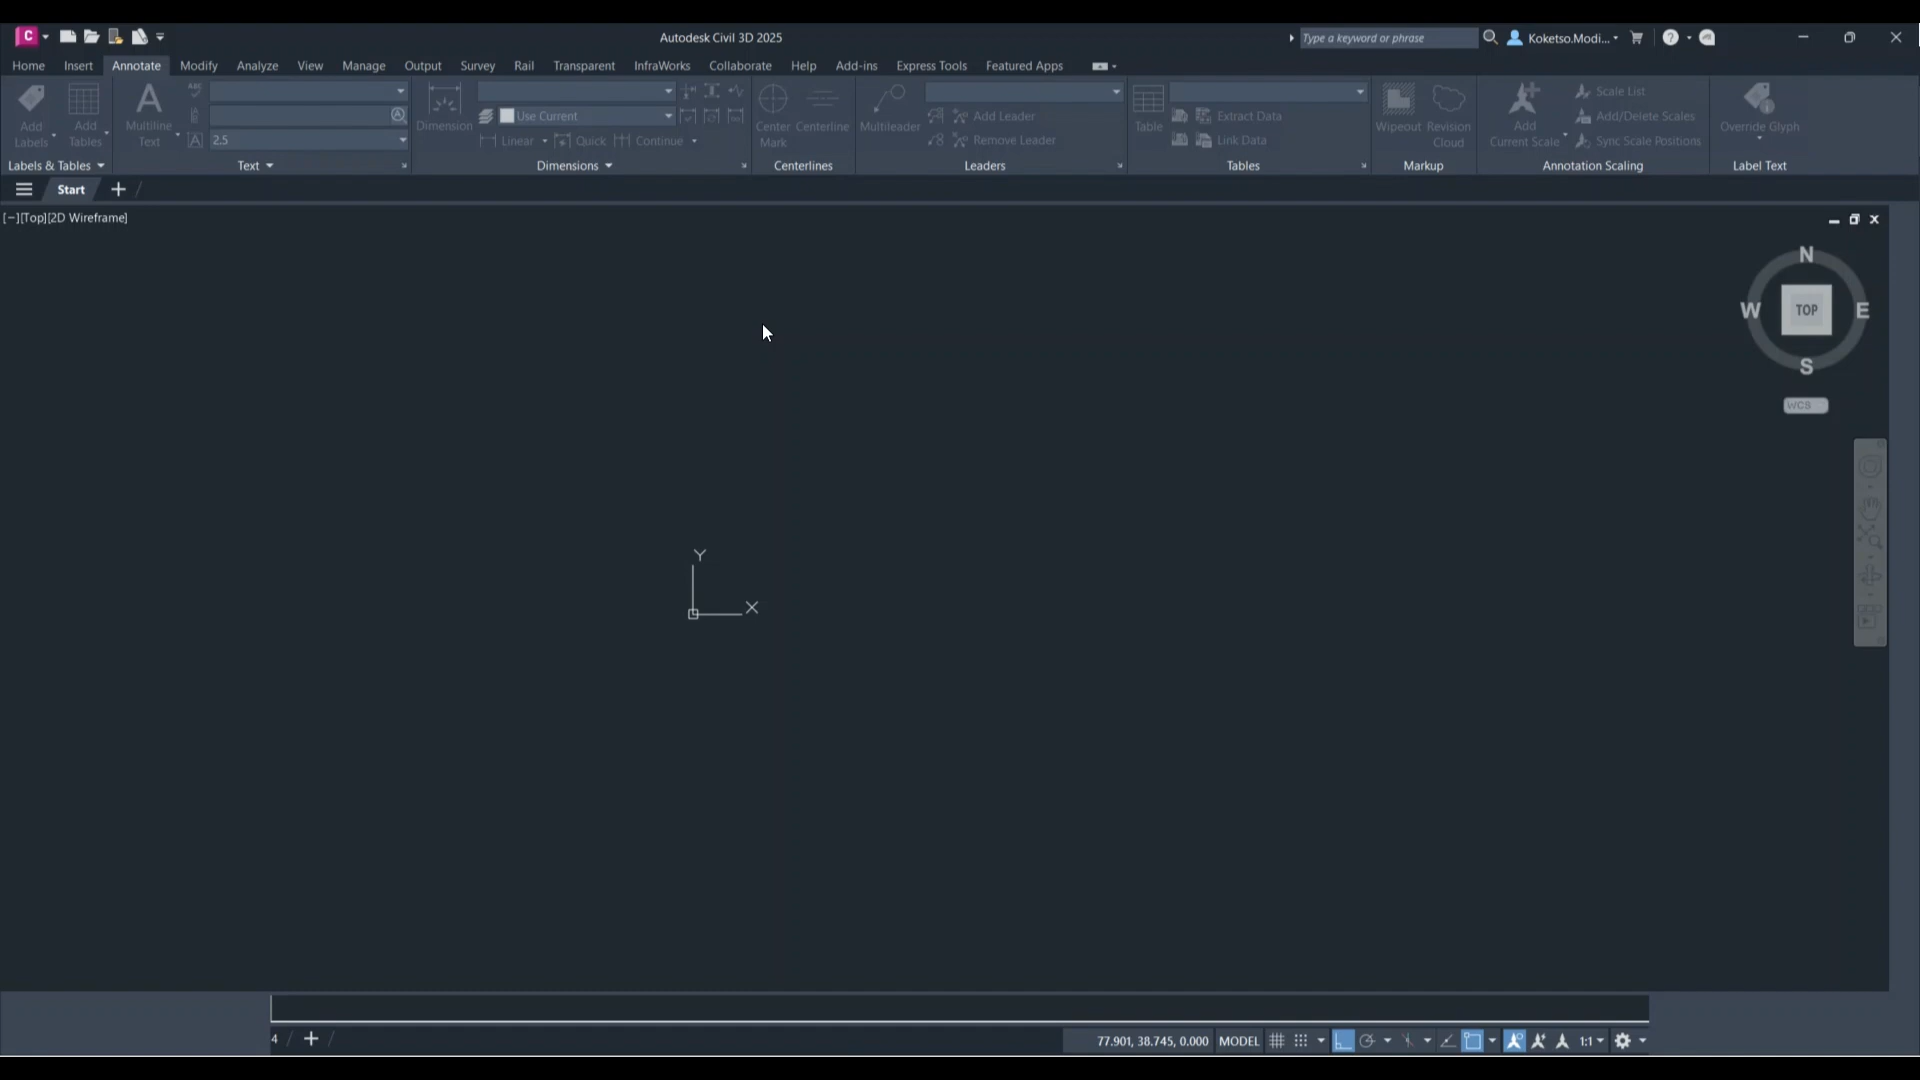 C
Autodesk Civil 3D 2025
Type a keyword or phrase
Koketso.Modi...
?
Home Insert Annotate Modify Analyze View Manage Output Survey Rail Transparent InfraWorks Collaborate Help Add-ins Express Tools Featured Apps
Add Labels
Add Tables
Labels & Tables
A
Multiline Text
ABC
A
2.5
Text
Dimension
Use Current
Linear
Quick
Continue
Dimensions
Center Mark
Centerline
Centerlines
Multileader
Add Leader
Remove Leader
Leaders
Table
Extract Data
Link Data
Tables
Wipeout
Revision Cloud
Markup
Add Current Scale
Scale List
Add/Delete Scales
Sync Scale Positions
Annotation Scaling
Override Glyph
Label Text
Start
[−][Top][2D Wireframe]
N
W TOP E
S
WCS
Y
X
4
77.901, 38.745, 0.000 MODEL
1:1